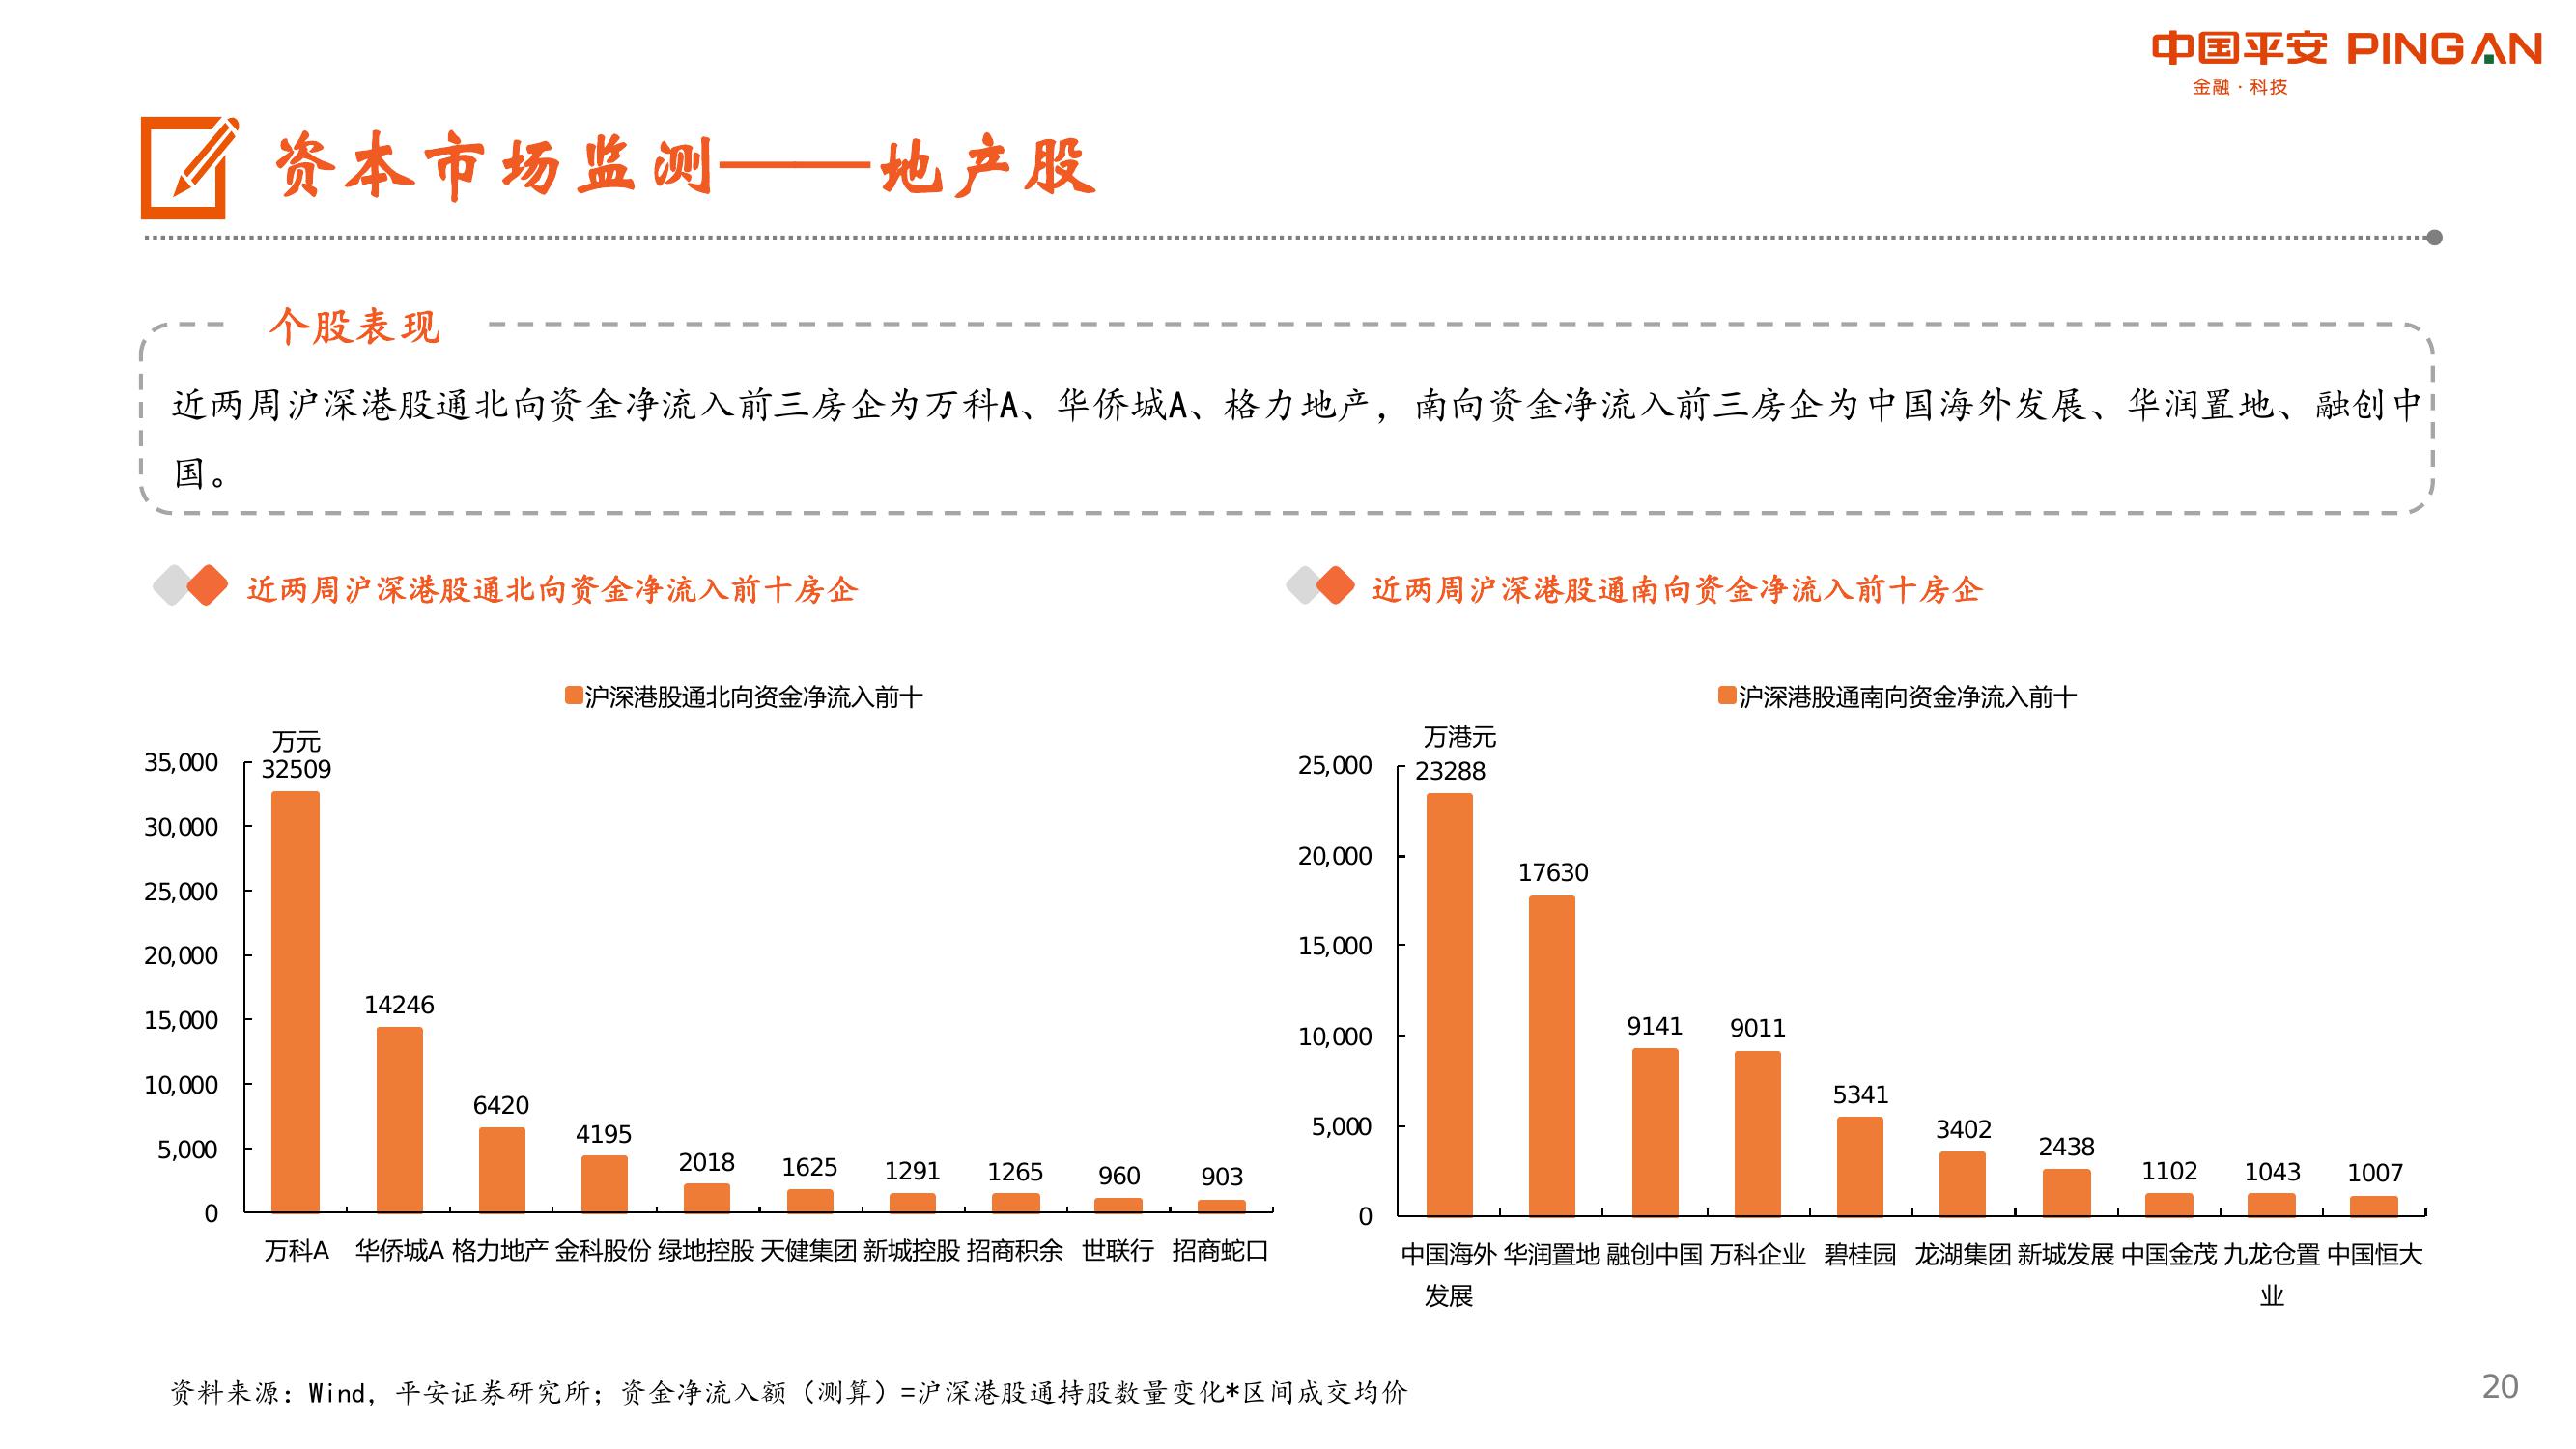 中国平安 PINGAN
金融·科技
资本市场监测——地产股
个股表现
近两周沪深港股通北向资金净流入前三房企为万科A、华侨城A、格力地产，南向资金净流入前三房企为中国海外发展、华润置地、融创中
国。
近两周沪深港股通北向资金净流入前十房企
沪深港股通北向资金净流入前十
万元
35,000
30,000
25,000
20,000
15,000
10,000
5,000
0
32509
14246
6420
4195
2018
1625
1291
1265
960
903
万科A 华侨城A 格力地产 金科股份 绿地控股 天健集团 新城控股 招商积余 世联行 招商蛇口
近两周沪深港股通南向资金净流入前十房企
沪深港股通南向资金净流入前十
万港元
25,000
20,000
15,000
10,000
5,000
0
23288
17630
9141
9011
5341
3402
2438
1102
1043
1007
中国海外 华润置地 融创中国 万科企业 碧桂园 龙湖集团 新城发展 中国金茂 九龙仓置 中国恒大
发展 业
资料来源：Wind，平安证券研究所；资金净流入额（测算）=沪深港股通持股数量变化*区间成交均价
20